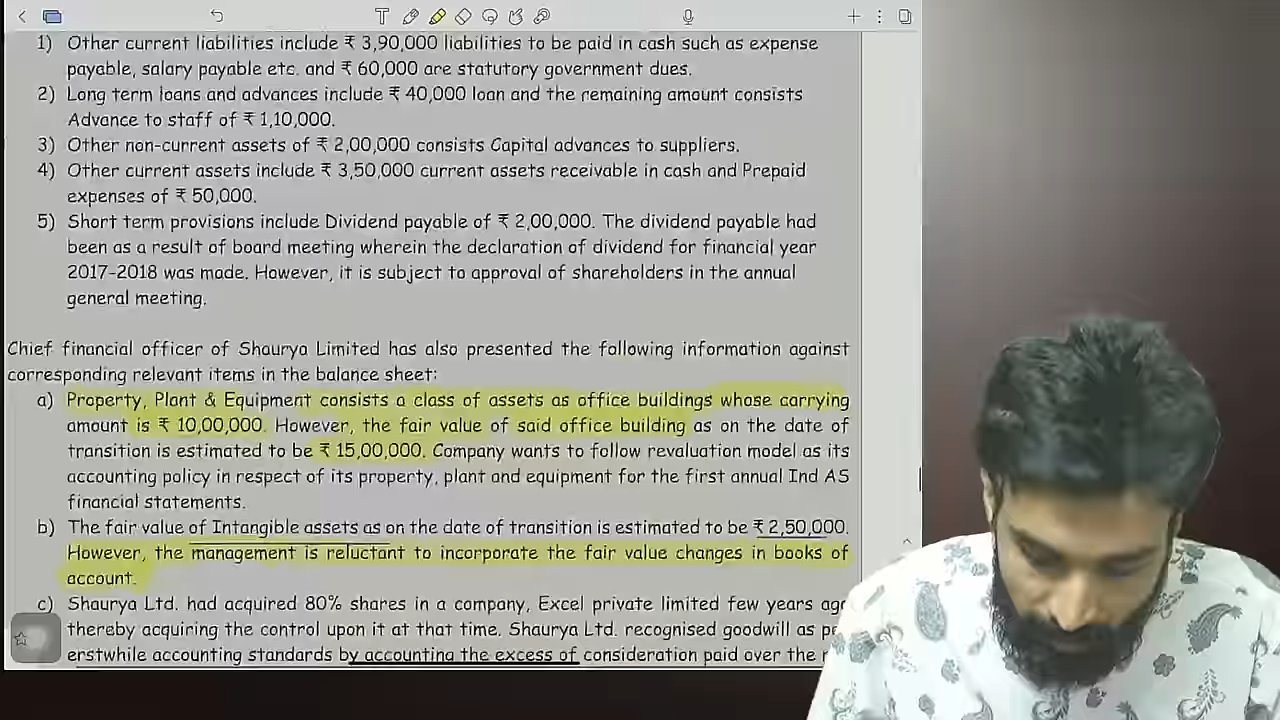 1) Other current liabilities include ₹ 3,90,000 liabilities to be paid in cash such as expense
payable, salary payable etc. and ₹ 60,000 are statutory government dues.
2) Long term loans and advances include ₹ 40,000 loan and the remaining amount consists
Advance to staff of ₹ 1,10,000.
3) Other non-current assets of ₹ 2,00,000 consists Capital advances to suppliers.
4) Other current assets include ₹ 3,50,000 current assets receivable in cash and Prepaid
expenses of ₹ 50,000.
5) Short term provisions include Dividend payable of ₹ 2,00,000. The dividend payable had
been as a result of board meeting wherein the declaration of dividend for financial year
2017-2018 was made. However, it is subject to approval of shareholders in the annual
general meeting.
Chief financial officer of Shaurya Limited has also presented the following information against
corresponding relevant items in the balance sheet:
a) Property, Plant & Equipment consists a class of assets as office buildings whose carrying
amount is ₹ 10,00,000. However, the fair value of said office building as on the date of
transition is estimated to be ₹ 15,00,000. Company wants to follow revaluation model as its
accounting policy in respect of its property, plant and equipment for the first annual Ind AS
financial statements.
b) The fair value of Intangible assets as on the date of transition is estimated to be ₹ 2,50,000.
However, the management is reluctant to incorporate the fair value changes in books of
account.
c) Shaurya Ltd. had acquired 80% shares in a company, Excel private limited few years
thereby acquiring the control upon it at that time. Shaurya Ltd. recognised goodwill as
erstwhile accounting standards by accounting the excess of consideration paid over the